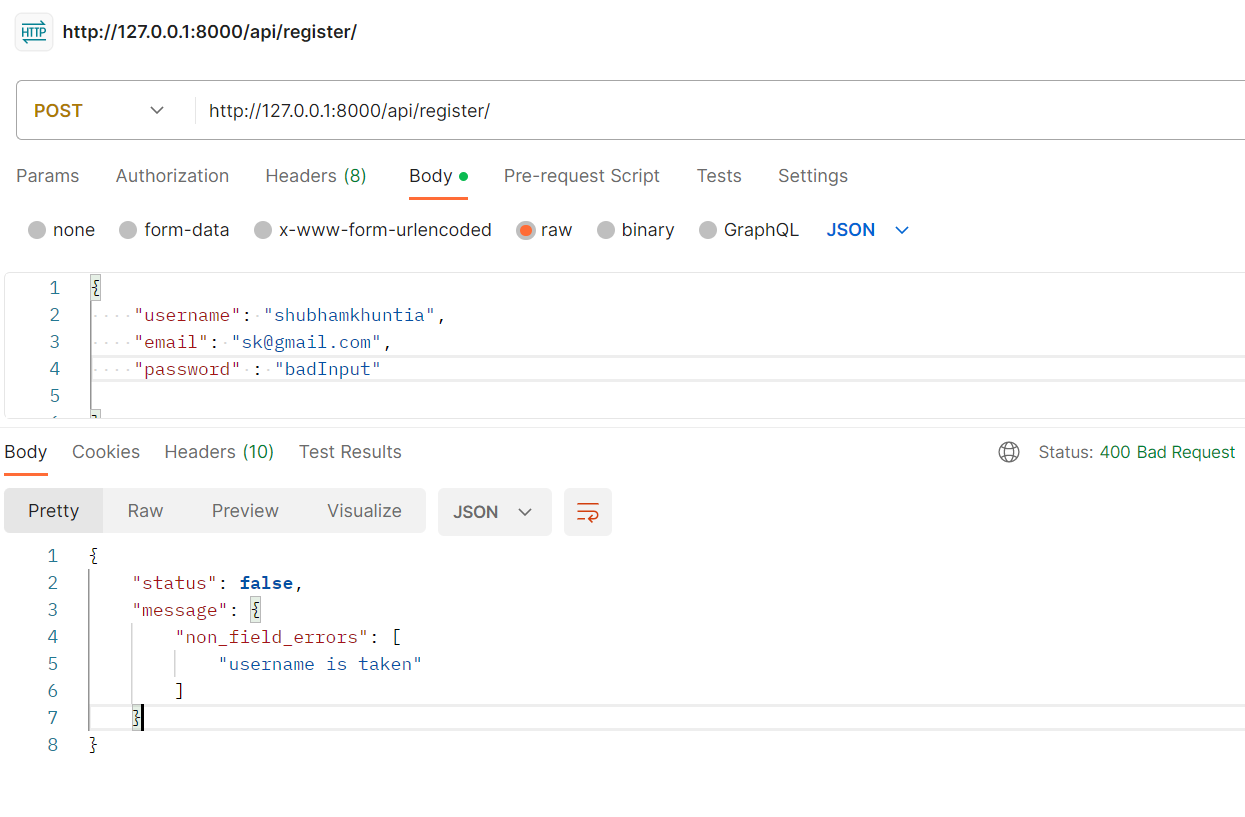 HTTP http://127.0.0.1:8000/api/register/
POST http://127.0.0.1:8000/api/register/
Params Authorization Headers (8) Body Pre-request Script Tests Settings
none form-data x-www-form-urlencoded raw binary GraphQL JSON
1 {
2 ····"username":·"shubhamkhuntia",
3 ····"email":·"sk@gmail.com",
4 ····"password"·:·"badInput"
5
Body Cookies Headers (10) Test Results Status: 400 Bad Request
Pretty Raw Preview Visualize JSON
1 {
2 "status": false,
3 "message": {
4 "non_field_errors": [
5 "username is taken"
6 ]
7 }
8 }